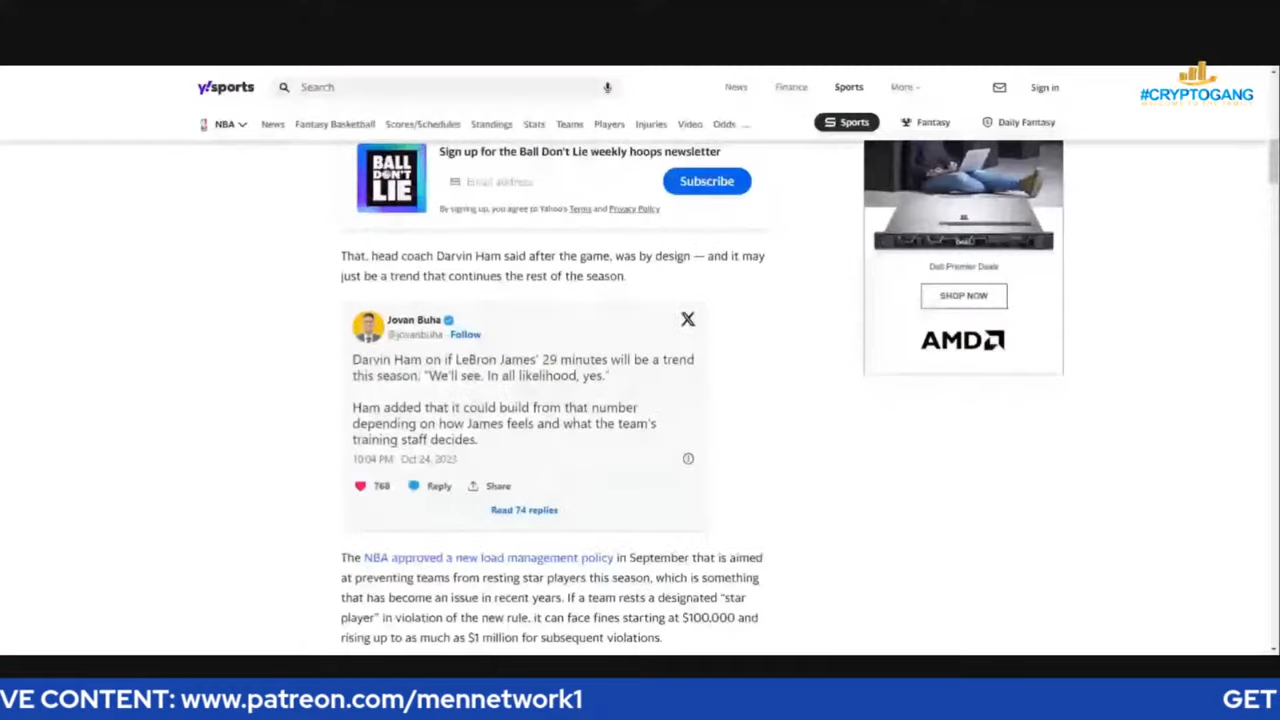 y!sports
Search
News
Finance
Sports
More
Sign in
#CRYPTOGANG
NBA
News
Fantasy Basketball
Scores/Schedules
Standings
Stats
Teams
Players
Injuries
Video
Odds
...
Sports
Fantasy
Daily Fantasy
BALL
DON'T
LIE
Sign up for the Ball Don't Lie weekly hoops newsletter
Email address
Subscribe
By signing up, you agree to Yahoo's Terms and Privacy Policy
That, head coach Darvin Ham said after the game, was by design — and it may
just be a trend that continues the rest of the season.
Jovan Buha
@jovanbuha · Follow
X
Darvin Ham on if LeBron James' 29 minutes will be a trend
this season: "We'll see. In all likelihood, yes."
Ham added that it could build from that number
depending on how James feels and what the team's
training staff decides.
10:04 PM · Oct 24, 2023
768
Reply
Share
Read 74 replies
The NBA approved a new load management policy in September that is aimed
at preventing teams from resting star players this season, which is something
that has become an issue in recent years. If a team rests a designated "star
player" in violation of the new rule, it can face fines starting at $100,000 and
rising up to as much as $1 million for subsequent violations.
Dell Premier Deals
SHOP NOW
AMD
VE CONTENT: www.patreon.com/mennetwork1
GET